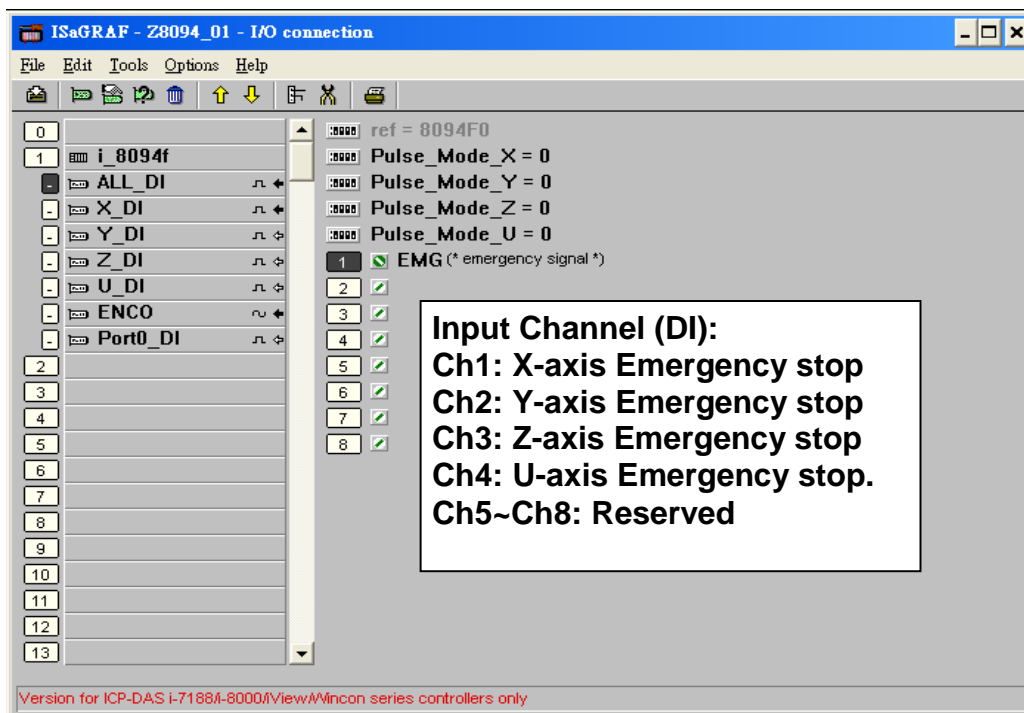 ISaGRAF - Z8094_01 - I/O connection
File Edit Tools Options Help
0
1 i_8094f
- ALL_DI
- X_DI
- Y_DI
- Z_DI
- U_DI
- ENCO
- Port0_DI
2
3
4
5
6
7
8
9
10
11
12
13
ref = 8094F0
Pulse_Mode_X = 0
Pulse_Mode_Y = 0
Pulse_Mode_Z = 0
Pulse_Mode_U = 0
1 EMG (* emergency signal *)
2
3
4
5
6
7
8
Input Channel (DI):
Ch1: X-axis Emergency stop
Ch2: Y-axis Emergency stop
Ch3: Z-axis Emergency stop
Ch4: U-axis Emergency stop.
Ch5~Ch8: Reserved
Version for ICP-DAS i-7188/i-8000/iView/Wincon series controllers only